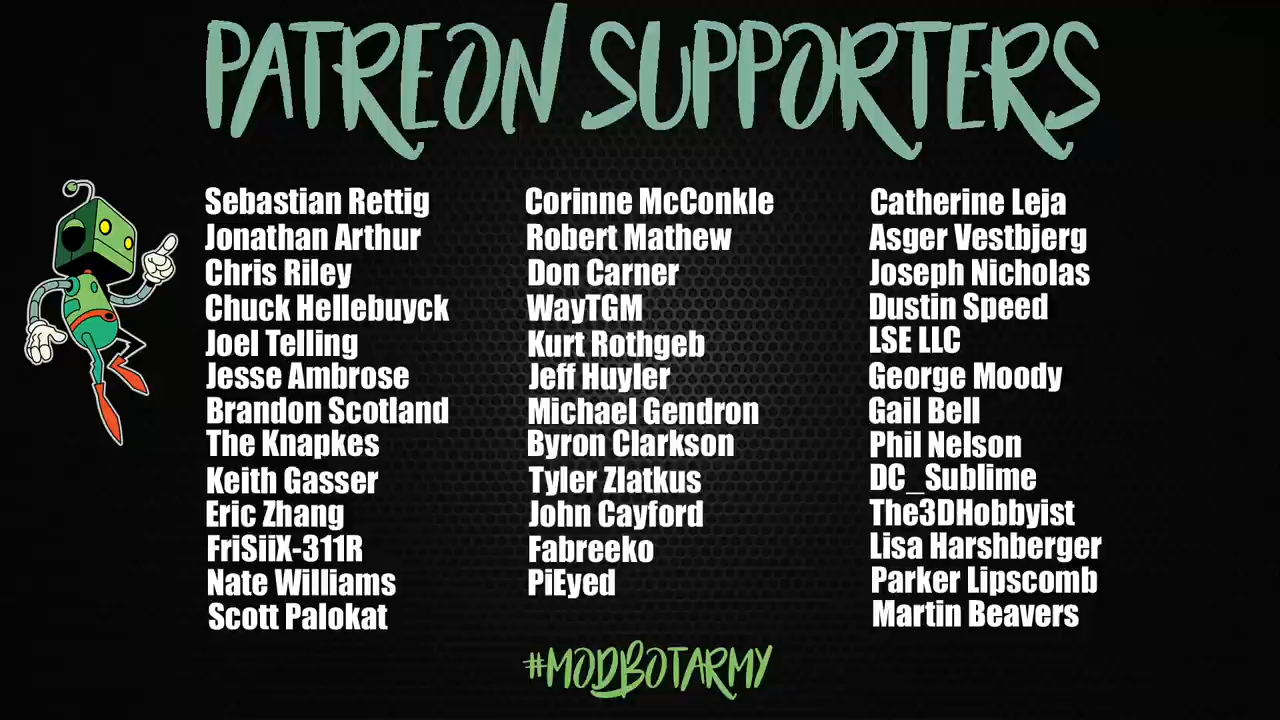 PATREON SUPPORTERS
Sebastian Rettig
Jonathan Arthur
Chris Riley
Chuck Hellebuyck
Joel Telling
Jesse Ambrose
Brandon Scotland
The Knapkes
Keith Gasser
Eric Zhang
FriSiiX-311R
Nate Williams
Scott Palokat
Corinne McConkle
Robert Mathew
Don Carner
WayTGM
Kurt Rothgeb
Jeff Huyler
Michael Gendron
Byron Clarkson
Tyler Zlatkus
John Cayford
Fabreeko
PiEyed
Catherine Leja
Asger Vestbjerg
Joseph Nicholas
Dustin Speed
LSE LLC
George Moody
Gail Bell
Phil Nelson
DC_Sublime
The3DHobbyist
Lisa Harshberger
Parker Lipscomb
Martin Beavers
#MODBOTARMY